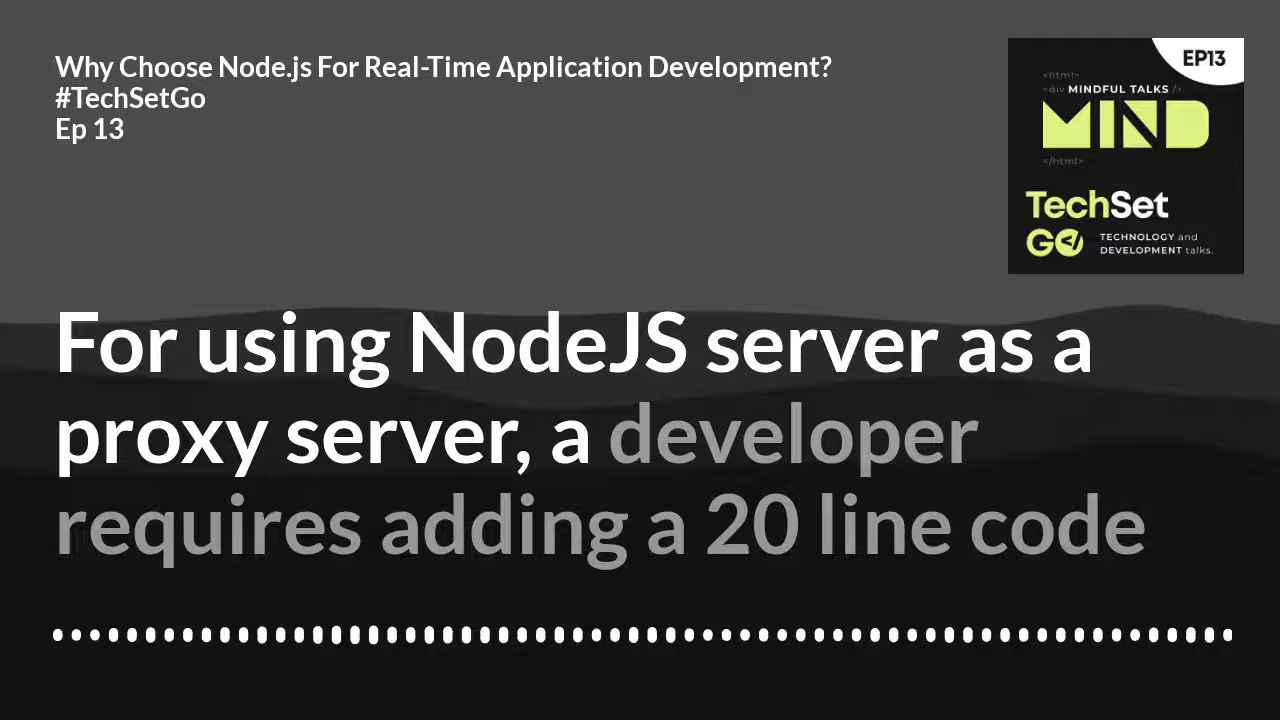 Why Choose Node.js For Real-Time Application Development?
#TechSetGo
Ep 13
EP13
<html>
<div MINDFUL TALKS />
MIND
</html>
TechSet
GO
TECHNOLOGY and
DEVELOPMENT talks.
For using NodeJS server as a
proxy server, a developer
requires adding a 20 line code